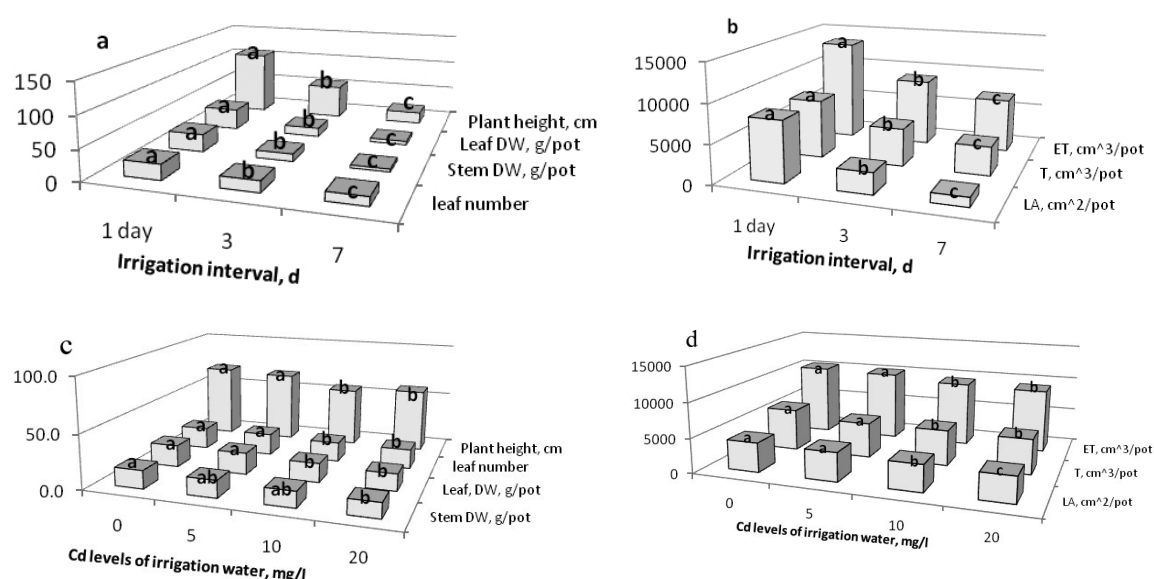 a
150
100
50
0
a
b
c
a
b
c
a
b
c
a
b
c
Plant height, cm
Leaf DW, g/pot
Stem DW, g/pot
leaf number
1 day
3
7
Irrigation interval, d
b
15000
10000
5000
0
a
b
c
a
b
c
a
b
c
ET, cm^3/pot
T, cm^3/pot
LA, cm^2/pot
1
3
7
Irrigation interval, d
c
100.0
50.0
0.0
a
a
b
b
a
a
b
b
a
a
b
b
a
ab
ab
b
Plant height, cm
leaf number
Leaf, DW, g/pot
Stem DW, g/pot
0
5
10
20
Cd levels of irrigation water, mg/l
d
15000
10000
5000
0
a
a
b
b
a
a
b
b
a
a
b
c
ET, cm^3/pot
T, cm^3/pot
LA, cm^2/pot
0
5
10
20
Cd levels of irrigation water, mg/l